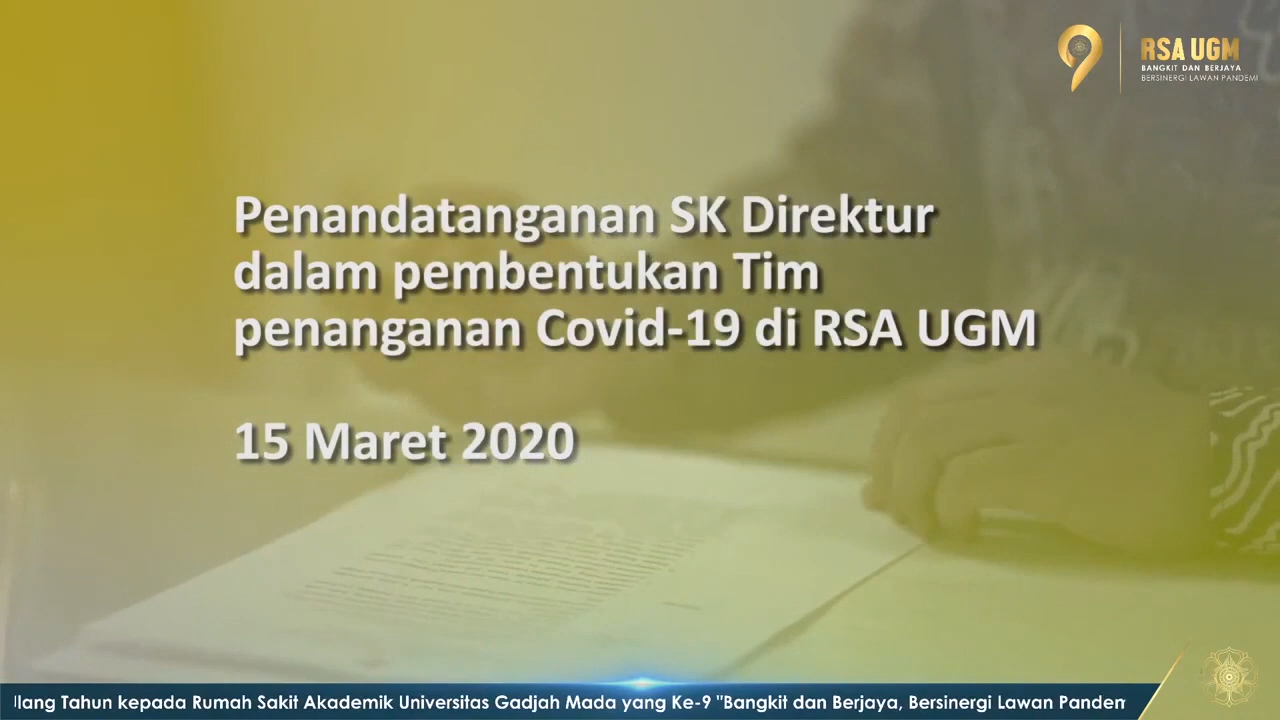 RSA UGM
BANGKIT DAN BERJAYA
BERSINERGI LAWAN PANDEMI
Penandatanganan SK Direktur
dalam pembentukan Tim
penanganan Covid-19 di RSA UGM
15 Maret 2020
Tahun kepada Rumah Sakit Akademik Universitas Gadjah Mada yang Ke-9 "Bangkit dan Berjaya, Bersinergi Lawan